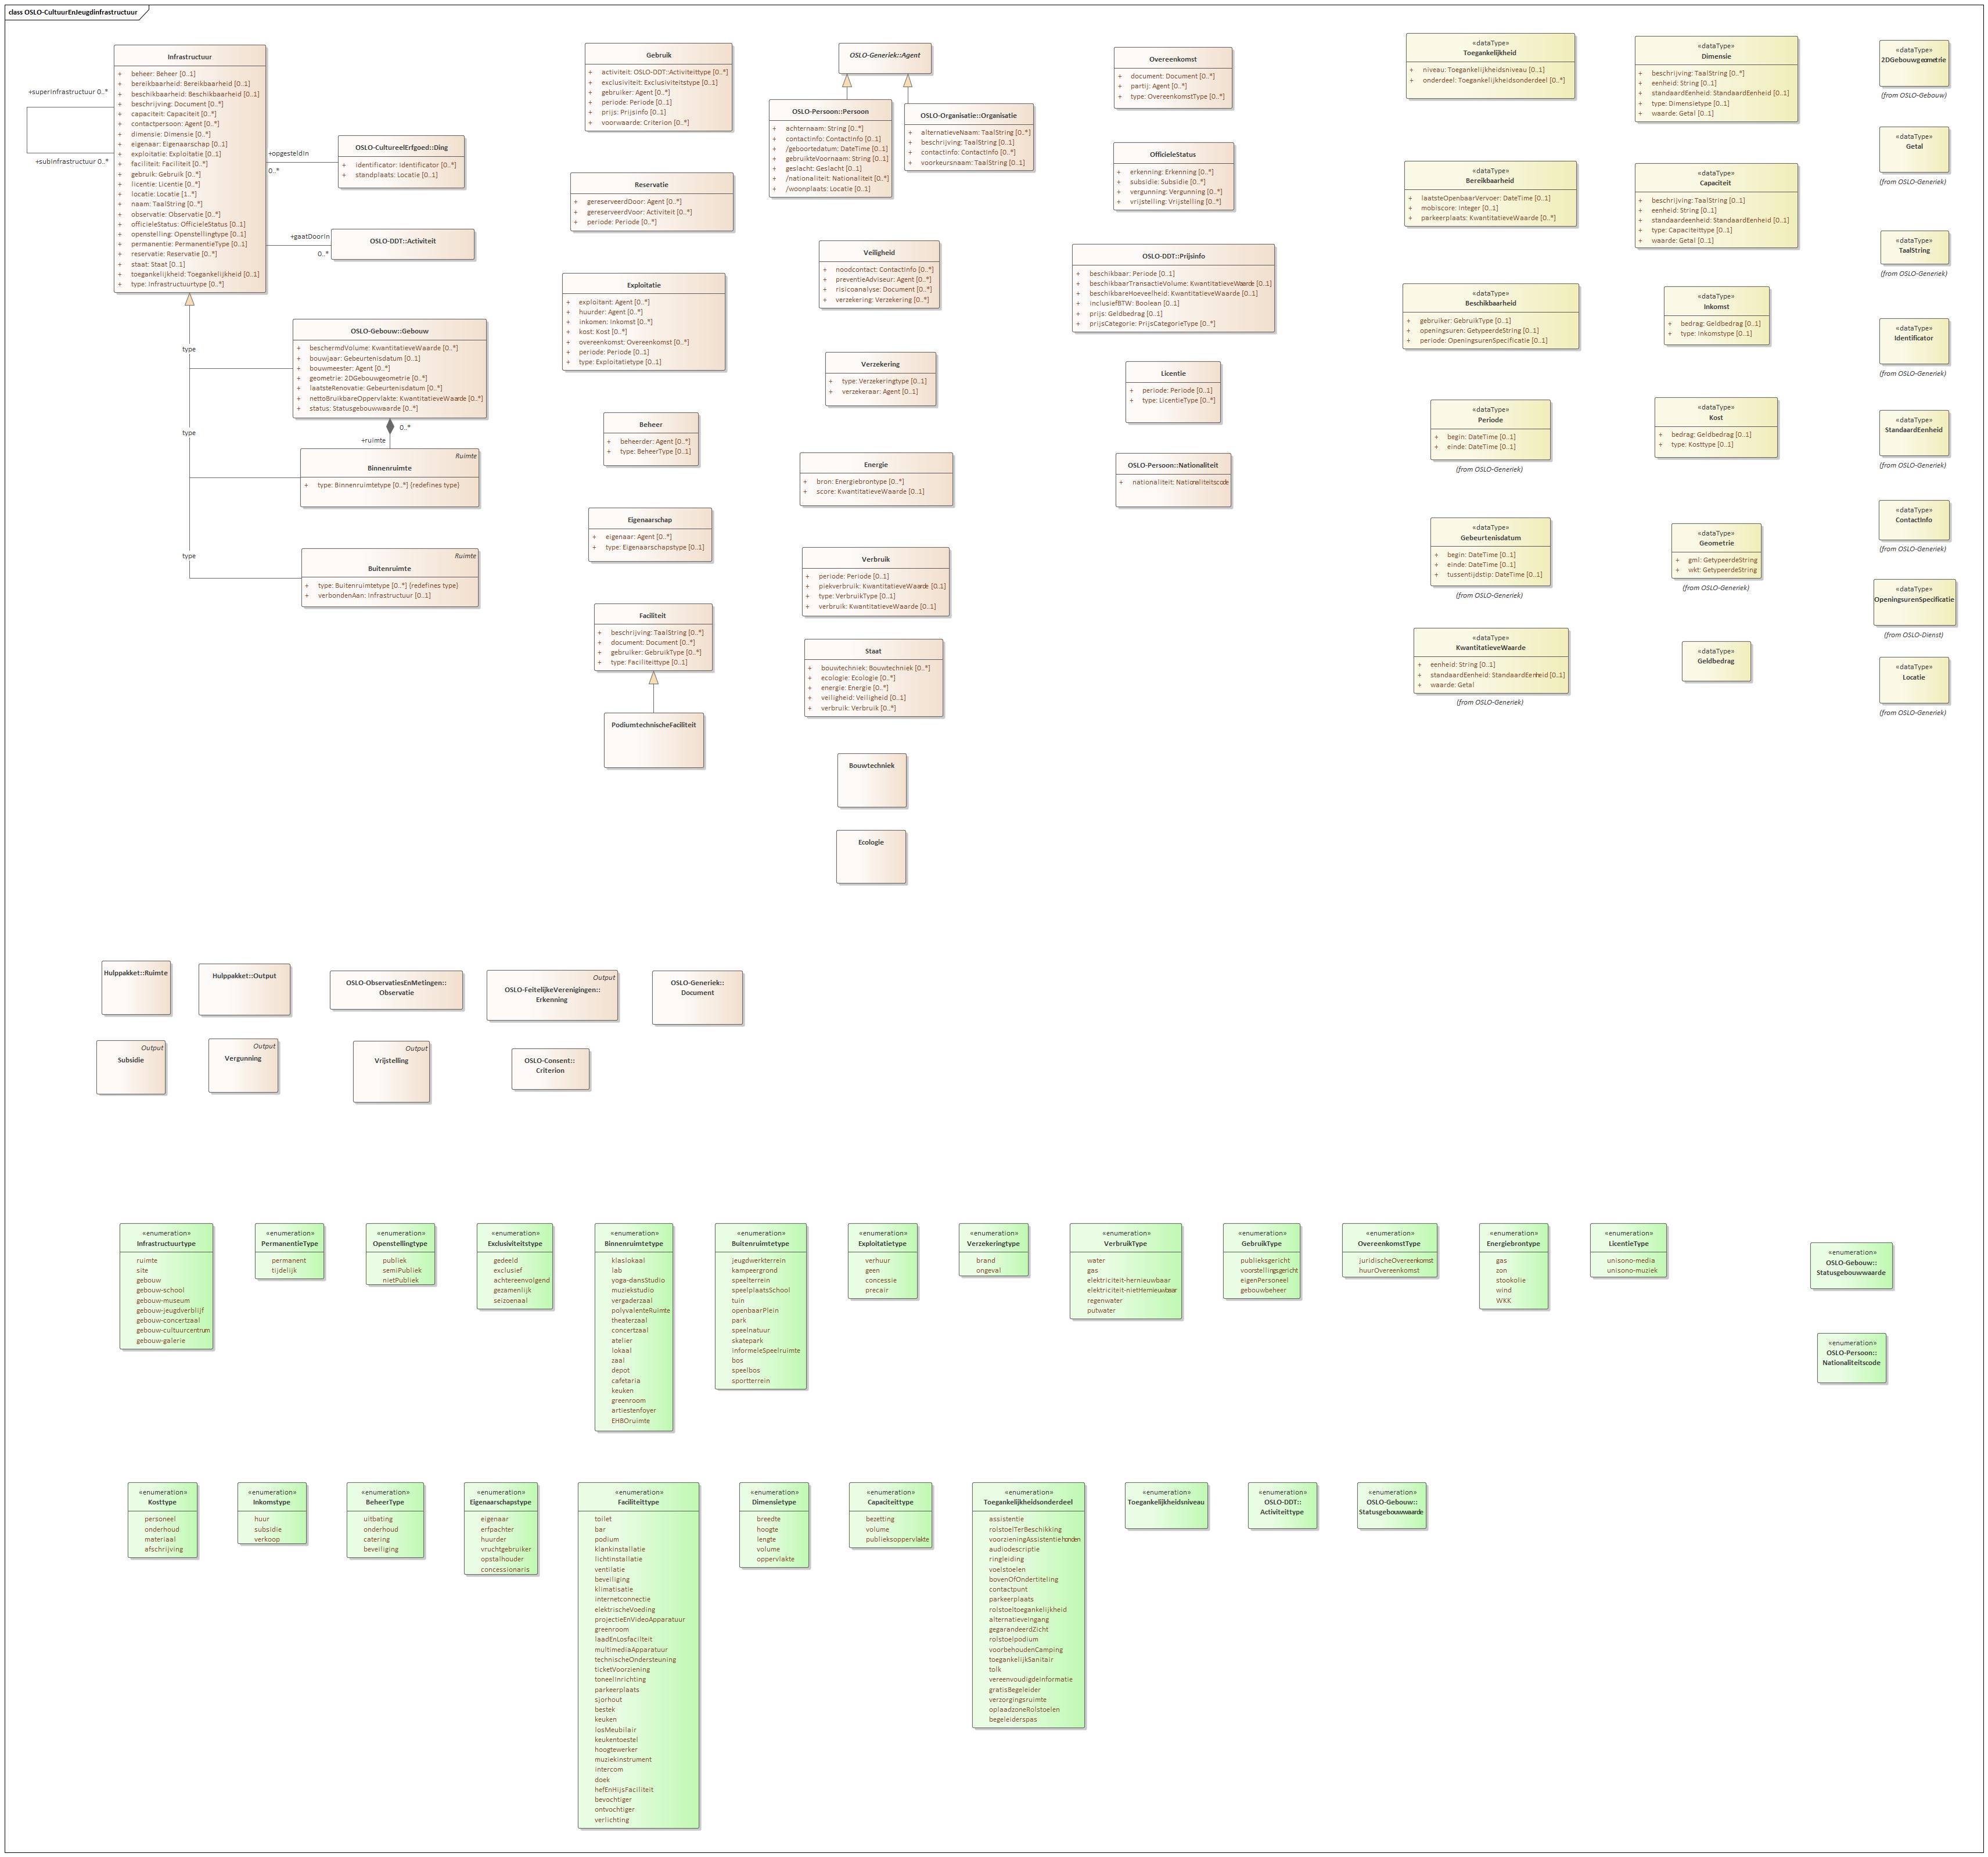 class OSLO-CultuurEnJeugdinfrastructuur
Infrastructuur
+ beheer: Beheer [0..1]
+ bereikbaarheid: Bereikbaarheid [0..*]
+ beschikbaarheid: Beschikbaarheid [0..*]
+ beschrijving: Document [0..*]
+ capaciteit: Capaciteit [0..*]
+ contactpersoon: Agent [0..*]
+ dimensie: Dimensie [0..*]
+ eigenaar: Eigenaarschap [0..1]
+ exploitatie: Exploitatie [0..1]
+ faciliteit: Faciliteit [0..*]
+ gebruik: Gebruik [0..*]
+ licentie: Licentie [0..*]
+ locatie: Locatie [1..*]
+ naam: TaalString [0..*]
+ observatie: Observatie [0..*]
+ officieleStatus: OfficieleStatus [0..1]
+ openstelling: Openstellingtype [0..1]
+ permanentie: PermanentieType [0..1]
+ reservatie: Reservatie [0..*]
+ staat: Staat [0..1]
+ toegankelijkheid: Toegankelijkheid [0..1]
+ type: Infrastructuurtype [0..*]
+superInfrastructuur 0..*
+subInfrastructuur 0..*
+opgesteldIn
0..*
OSLO-CultureelErfgoed::Ding
+ identificator: Identificator [0..*]
+ standplaats: Locatie [0..1]
+gaatDoorIn
0..*
OSLO-DDT::Activiteit
type
type
type
OSLO-Gebouw::Gebouw
+ beschermdVolume: KwantitatieveWaarde [0..*]
+ bouwjaar: Gebeurtenisdatum [0..1]
+ bouwmeester: Agent [0..*]
+ geometrie: 2DGebouwgeometrie [0..*]
+ laatsteRenovatie: Gebeurtenisdatum [0..*]
+ nettoBruikbareOppervlakte: KwantitatieveWaarde [0..*]
+ status: Statusgebouwwaarde [0..*]
0..*
+ruimte
Ruimte
Binnenruimte
+ type: Binnenruimtetype [0..*] {redefines type}
Ruimte
Buitenruimte
+ type: Buitenruimtetype [0..*] {redefines type}
+ verbondenAan: Infrastructuur [0..1]
Gebruik
+ activiteit: OSLO-DDT::Activiteittype [0..*]
+ exclusiviteit: Exclusiviteitstype [0..1]
+ gebruiker: Agent [0..*]
+ periode: Periode [0..1]
+ prijs: Prijsinfo [0..1]
+ voorwaarde: Criterion [0..*]
Reservatie
+ gereserveerdDoor: Agent [0..*]
+ gereserveerdVoor: Activiteit [0..*]
+ periode: Periode [0..*]
Exploitatie
+ exploitant: Agent [0..*]
+ huurder: Agent [0..*]
+ inkomen: Inkomst [0..*]
+ kost: Kost [0..*]
+ overeenkomst: Overeenkomst [0..*]
+ periode: Periode [0..1]
+ type: Exploitatietype [0..1]
Beheer
+ beheerder: Agent [0..*]
+ type: BeheerType [0..1]
Eigenaarschap
+ eigenaar: Agent [0..*]
+ type: Eigenaarschapstype [0..1]
Faciliteit
+ beschrijving: TaalString [0..*]
+ document: Document [0..*]
+ gebruiker: GebruikType [0..*]
+ type: Faciliteittype [0..1]
PodiumtechnischeFaciliteit
OSLO-Generiek::Agent
OSLO-Persoon::Persoon
+ achternaam: String [0..*]
+ contactinfo: ContactInfo [0..1]
+ /geboortedatum: DateTime [0..1]
+ gebruikteVoornaam: String [0..1]
+ geslacht: Geslacht [0..1]
+ /nationaliteit: Nationaliteit [0..*]
+ /woonplaats: Locatie [0..*]
OSLO-Organisatie::Organisatie
+ alternatieveNaam: TaalString [0..*]
+ beschrijving: TaalString [0..1]
+ contactinfo: ContactInfo [0..*]
+ voorkeursnaam: TaalString [0..1]
Veiligheid
+ noodcontact: ContactInfo [0..*]
+ preventieAdviseur: Agent [0..1]
+ risicoanalyse: Document [0..*]
+ verzekering: Verzekering [0..*]
Verzekering
+ type: Verzekeringtype [0..1]
+ verzekeraar: Agent [0..1]
Energie
+ bron: Energiebrontype [0..*]
+ score: KwantitatieveWaarde [0..1]
Verbruik
+ periode: Periode [0..1]
+ piekverbruik: KwantitatieveWaarde [0..1]
+ type: VerbruikType [0..1]
+ verbruik: KwantitatieveWaarde [0..*]
Staat
+ bouwtechniek: Bouwtechniek [0..*]
+ ecologie: Ecologie [0..*]
+ energie: Energie [0..*]
+ veiligheid: Veiligheid [0..1]
+ verbruik: Verbruik [0..*]
Bouwtechniek
Ecologie
Overeenkomst
+ document: Document [0..*]
+ partij: Agent [0..*]
+ type: OvereenkomstType [0..*]
OfficieleStatus
+ erkenning: Erkenning [0..*]
+ subsidie: Subsidie [0..*]
+ vergunning: Vergunning [0..*]
+ vrijstelling: Vrijstelling [0..*]
OSLO-DDT::Prijsinfo
+ beschikbaar: Periode [0..1]
+ beschikbaarTransactieVolume: KwantitatieveWaarde [0..1]
+ beschikbareHoeveelheid: KwantitatieveWaarde [0..1]
+ inclusiefBTW: Boolean [0..1]
+ prijs: Geldbedrag [0..1]
+ prijsCategorie: PrijsCategorieType [0..*]
Licentie
+ periode: Periode [0..1]
+ type: LicentieType [0..*]
OSLO-Persoon::Nationaliteit
+ nationaliteit: Nationaliteitscode
«dataType»
Toegankelijkheid
+ niveau: Toegankelijkheidsniveau [0..1]
+ onderdeel: Toegankelijkheidsonderdeel [0..*]
«dataType»
Bereikbaarheid
+ laatsteOpenbaarVervoer: DateTime [0..1]
+ mobiscore: Integer [0..1]
+ parkeerplaats: KwantitatieveWaarde [0..*]
«dataType»
Beschikbaarheid
+ gebruiker: GebruikType [0..1]
+ openingsuren: GetypeerdeString [0..1]
+ periode: OpeningsurenSpecificatie [0..1]
«dataType»
Periode
+ begin: DateTime [0..1]
+ einde: DateTime [0..1]
(from OSLO-Generiek)
«dataType»
Gebeurtenisdatum
+ begin: DateTime [0..1]
+ einde: DateTime [0..1]
+ tussentijdstip: DateTime [0..1]
(from OSLO-Generiek)
«dataType»
KwantitatieveWaarde
+ eenheid: String [0..1]
+ standaardEenheid: StandaardEenheid [0..1]
+ waarde: Getal
(from OSLO-Generiek)
«dataType»
Dimensie
+ beschrijving: TaalString [0..*]
+ eenheid: String [0..1]
+ standaardEenheid: StandaardEenheid [0..1]
+ type: Dimensietype [0..1]
+ waarde: Getal [0..1]
«dataType»
Capaciteit
+ beschrijving: TaalString [0..1]
+ eenheid: String [0..1]
+ standaardeenheid: StandaardEenheid [0..1]
+ type: Capaciteittype [0..1]
+ waarde: Getal [0..1]
«dataType»
Inkomst
+ bedrag: Geldbedrag [0..1]
+ type: Inkomstype [0..1]
«dataType»
Kost
+ bedrag: Geldbedrag [0..1]
+ type: Kosttype [0..1]
«dataType»
Geometrie
+ gml: GetypeerdeString
+ wkt: GetypeerdeString
(from OSLO-Generiek)
«dataType»
Geldbedrag
«dataType»
2DGebouwgeometrie
(from OSLO-Gebouw)
«dataType»
Getal
(from OSLO-Generiek)
«dataType»
TaalString
(from OSLO-Generiek)
«dataType»
Identificator
(from OSLO-Generiek)
«dataType»
StandaardEenheid
(from OSLO-Generiek)
«dataType»
ContactInfo
(from OSLO-Generiek)
«dataType»
OpeningsurenSpecificatie
(from OSLO-Dienst)
«dataType»
Locatie
(from OSLO-Generiek)
Hulppakket::Ruimte
Hulppakket::Output
OSLO-ObservatiesEnMetingen::
Observatie
Output
OSLO-FeitelijkeVerenigingen::
Erkenning
OSLO-Generiek::
Document
Output
Subsidie
Output
Vergunning
Output
Vrijstelling
OSLO-Consent::
Criterion
«enumeration»
Infrastructuurtype
ruimte
site
gebouw
gebouw-school
gebouw-museum
gebouw-jeugdverblijf
gebouw-concertzaal
gebouw-cultuurcentrum
gebouw-galerie
«enumeration»
PermanentieType
permanent
tijdelijk
«enumeration»
Openstellingtype
publiek
semiPubliek
nietPubliek
«enumeration»
Exclusiviteitstype
gedeeld
exclusief
achtereenvolgend
gezamenlijk
seizoenaal
«enumeration»
Binnenruimtetype
klaslokaal
lab
yoga-dansStudio
muziekstudio
vergaderzaal
polyvalenteRuimte
theaterzaal
concertzaal
atelier
lokaal
zaal
depot
cafetaria
keuken
greenroom
artiestenfoyer
EHBOruimte
«enumeration»
Buitenruimtetype
jeugdwerkterrein
kampeergrond
speelterrein
speelplaatsSchool
tuin
openbaarPlein
park
speelnatuur
skatepark
informeleSpeelruimte
bos
speelbos
sportterrein
«enumeration»
Exploitatietype
verhuur
geen
concessie
precair
«enumeration»
Verzekeringtype
brand
ongeval
«enumeration»
VerbruikType
water
gas
elektriciteit-hernieuwbaar
elektriciteit-nietHernieuwbaar
regenwater
putwater
«enumeration»
GebruikType
publieksgericht
voorstellingsgericht
eigenPersoneel
gebouwbeheer
«enumeration»
OvereenkomstType
juridischeOvereenkomst
huurOvereenkomst
«enumeration»
Energiebrontype
gas
zon
stookolie
wind
WKK
«enumeration»
LicentieType
unisono-media
unisono-muziek
«enumeration»
OSLO-Gebouw::
Statusgebouwwaarde
«enumeration»
OSLO-Persoon::
Nationaliteitscode
«enumeration»
Kosttype
personeel
onderhoud
materiaal
afschrijving
«enumeration»
Inkomstype
huur
subsidie
verkoop
«enumeration»
BeheerType
uitbating
onderhoud
catering
beveiliging
«enumeration»
Eigenaarschapstype
eigenaar
erfpachter
huurder
vruchtgebruiker
opstalhouder
concessionaris
«enumeration»
Faciliteittype
toilet
bar
podium
klankinstallatie
lichtinstallatie
ventilatie
beveiliging
klimatisatie
internetconnectie
elektrischeVoeding
projectieEnVideoApparatuur
greenroom
laadEnLosfacilteit
multimediaApparatuur
technischeOndersteuning
ticketVoorziening
toneelInrichting
parkeerplaats
sjorhout
bestek
keuken
losMeubilair
keukentoestel
hoogtewerker
muziekinstrument
intercom
doek
hefEnHijsFaciliteit
bevochtiger
ontvochtiger
verlichting
«enumeration»
Dimensietype
breedte
hoogte
lengte
volume
oppervlakte
«enumeration»
Capaciteittype
bezetting
volume
publieksoppervlakte
«enumeration»
Toegankelijkheidsonderdeel
assistentie
rolstoelTerBeschikking
voorzieningAssistentiehonden
audiodescriptie
ringleiding
voelstoelen
bovenOfOndertiteling
contactpunt
parkeerplaats
rolstoeltoegankelijkheid
alternatieveIngang
gegarandeerdZicht
rolstoelpodium
voorbehoudenCamping
toegankelijkSanitair
tolk
vereenvoudigdeInformatie
gratisBegeleider
verzorgingsruimte
oplaadzoneRolstoelen
begeleiderspas
«enumeration»
Toegankelijkheidsniveau
«enumeration»
OSLO-DDT::
Activiteittype
«enumeration»
OSLO-Gebouw::
Statusgebouwwaarde